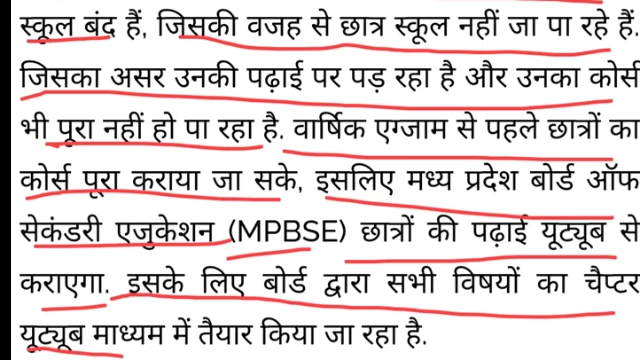 स्कूल बंद हैं, जिसकी वजह से छात्र स्कूल नहीं जा पा रहे हैं.
जिसका असर उनकी पढ़ाई पर पड़ रहा है और उनका कोर्स
भी पूरा नहीं हो पा रहा है. वार्षिक एग्जाम से पहले छात्रों का
कोर्स पूरा कराया जा सके, इसलिए मध्य प्रदेश बोर्ड ऑफ
सेकंडरी एजुकेशन (MPBSE) छात्रों की पढ़ाई यूट्यूब से
कराएगा. इसके लिए बोर्ड द्वारा सभी विषयों का चैप्टर
यूट्यूब माध्यम में तैयार किया जा रहा है.